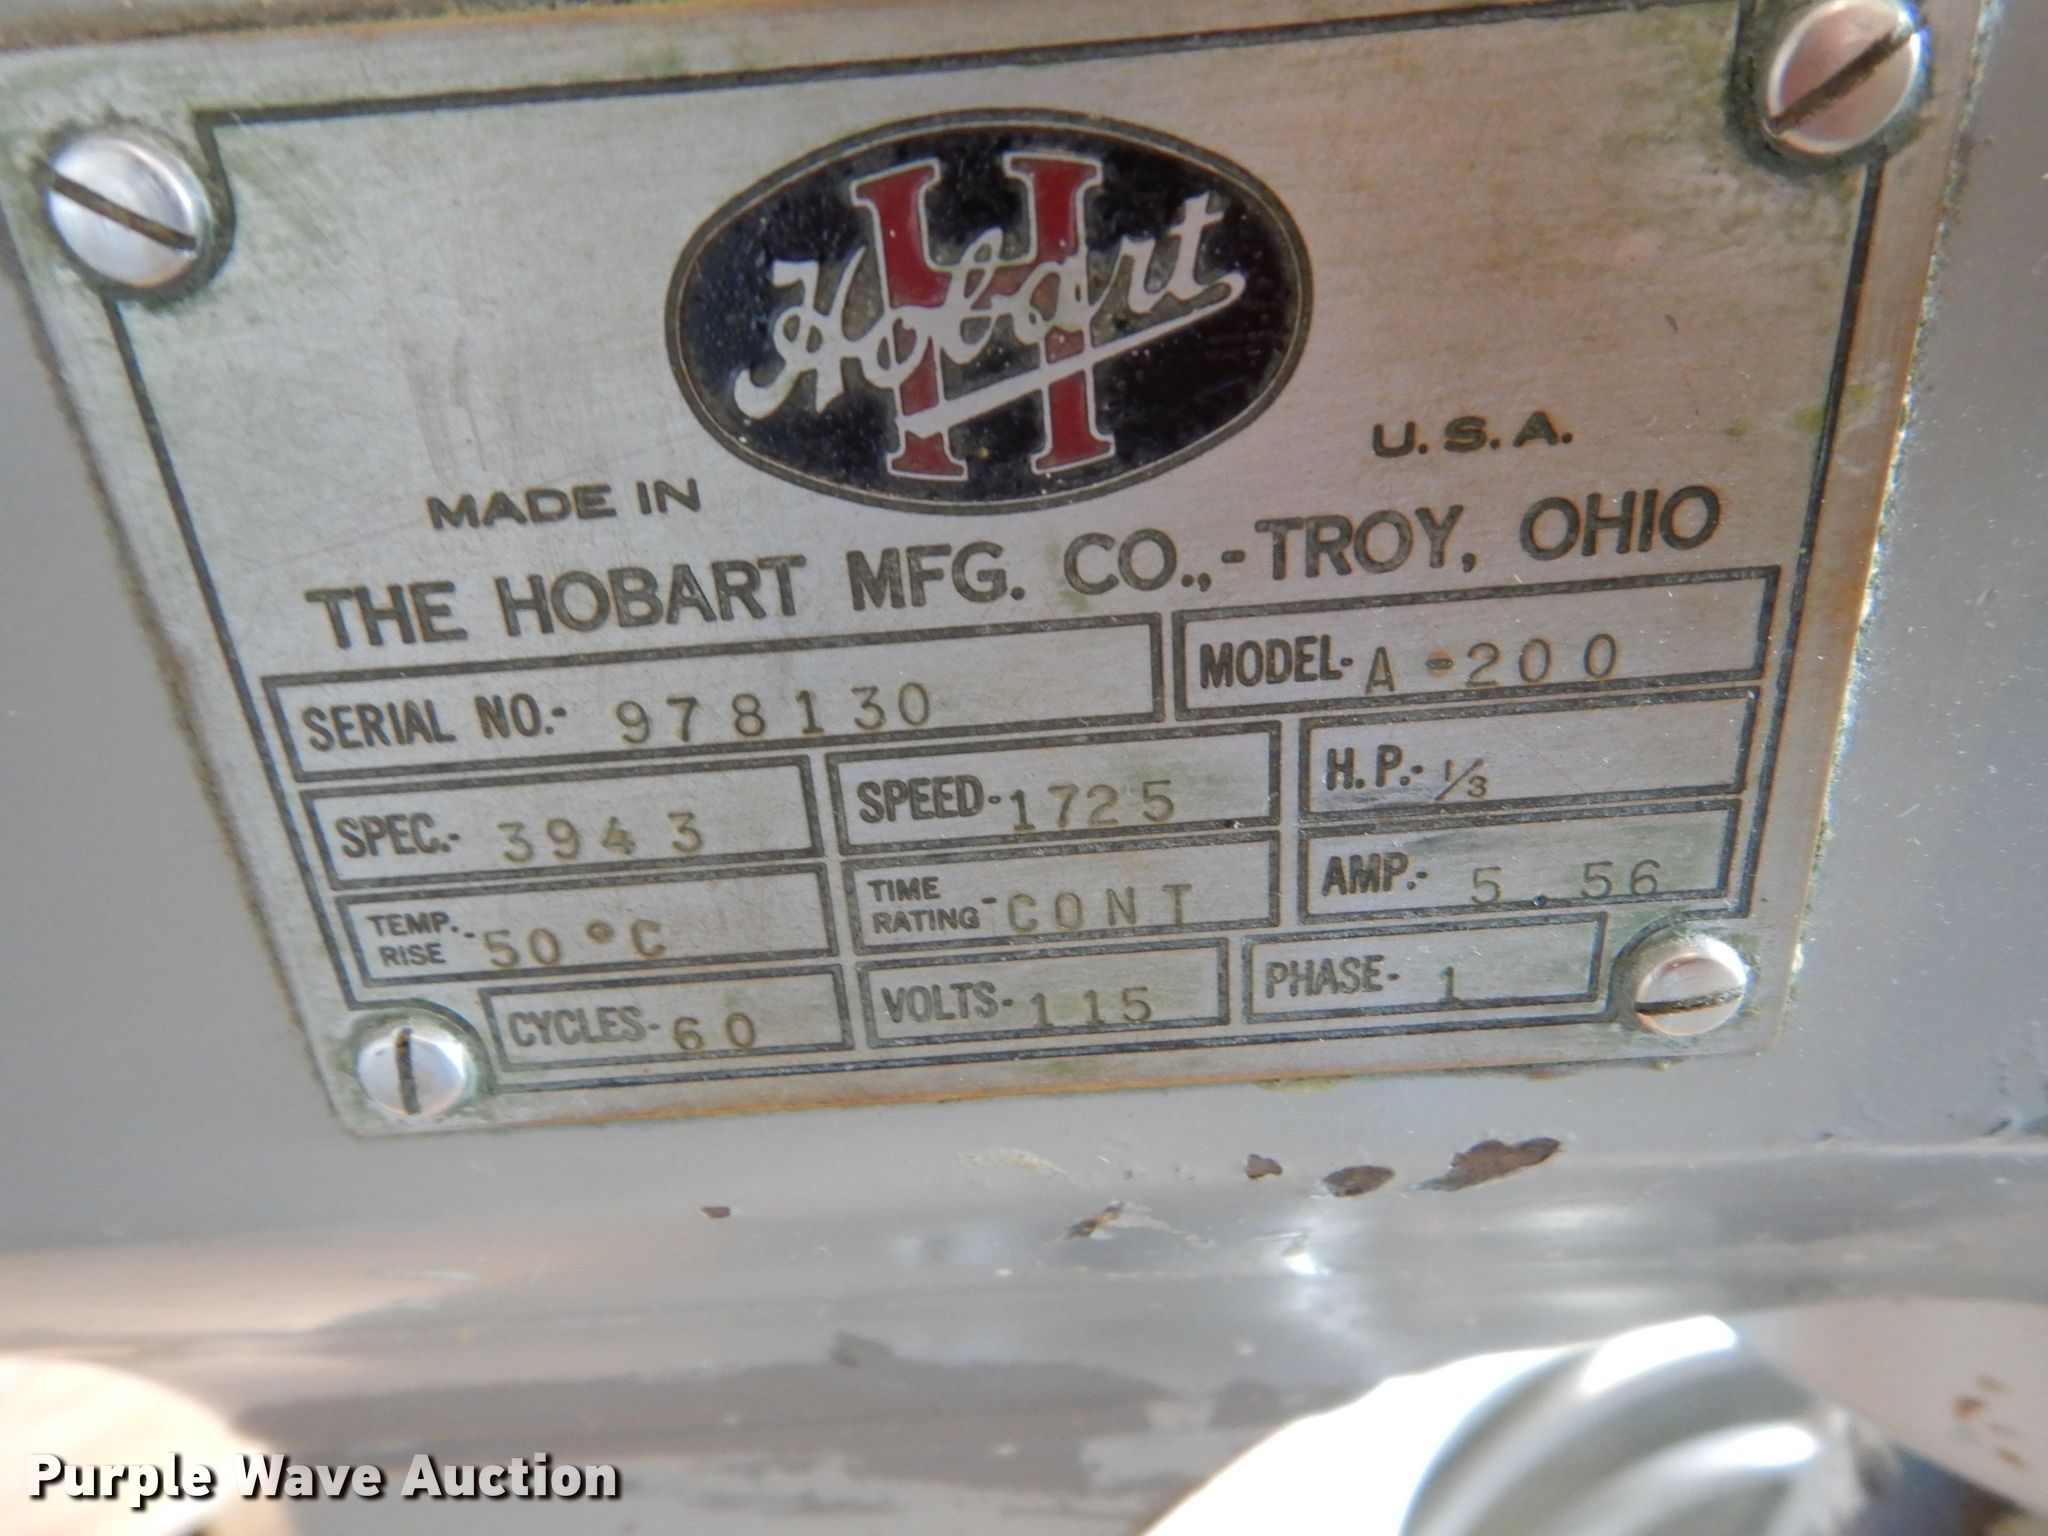 H
Hobart
MADE IN U.S.A.
THE HOBART MFG. CO.,-TROY, OHIO
SERIAL NO.- 978130 MODEL- A-200
SPEC.- 3943 SPEED- 1725 H.P.- 1/3
TEMP. RISE - 50°C TIME RATING - CONT AMP.- 5.56
CYCLES- 60 VOLTS- 115 PHASE- 1
Purple Wave Auction